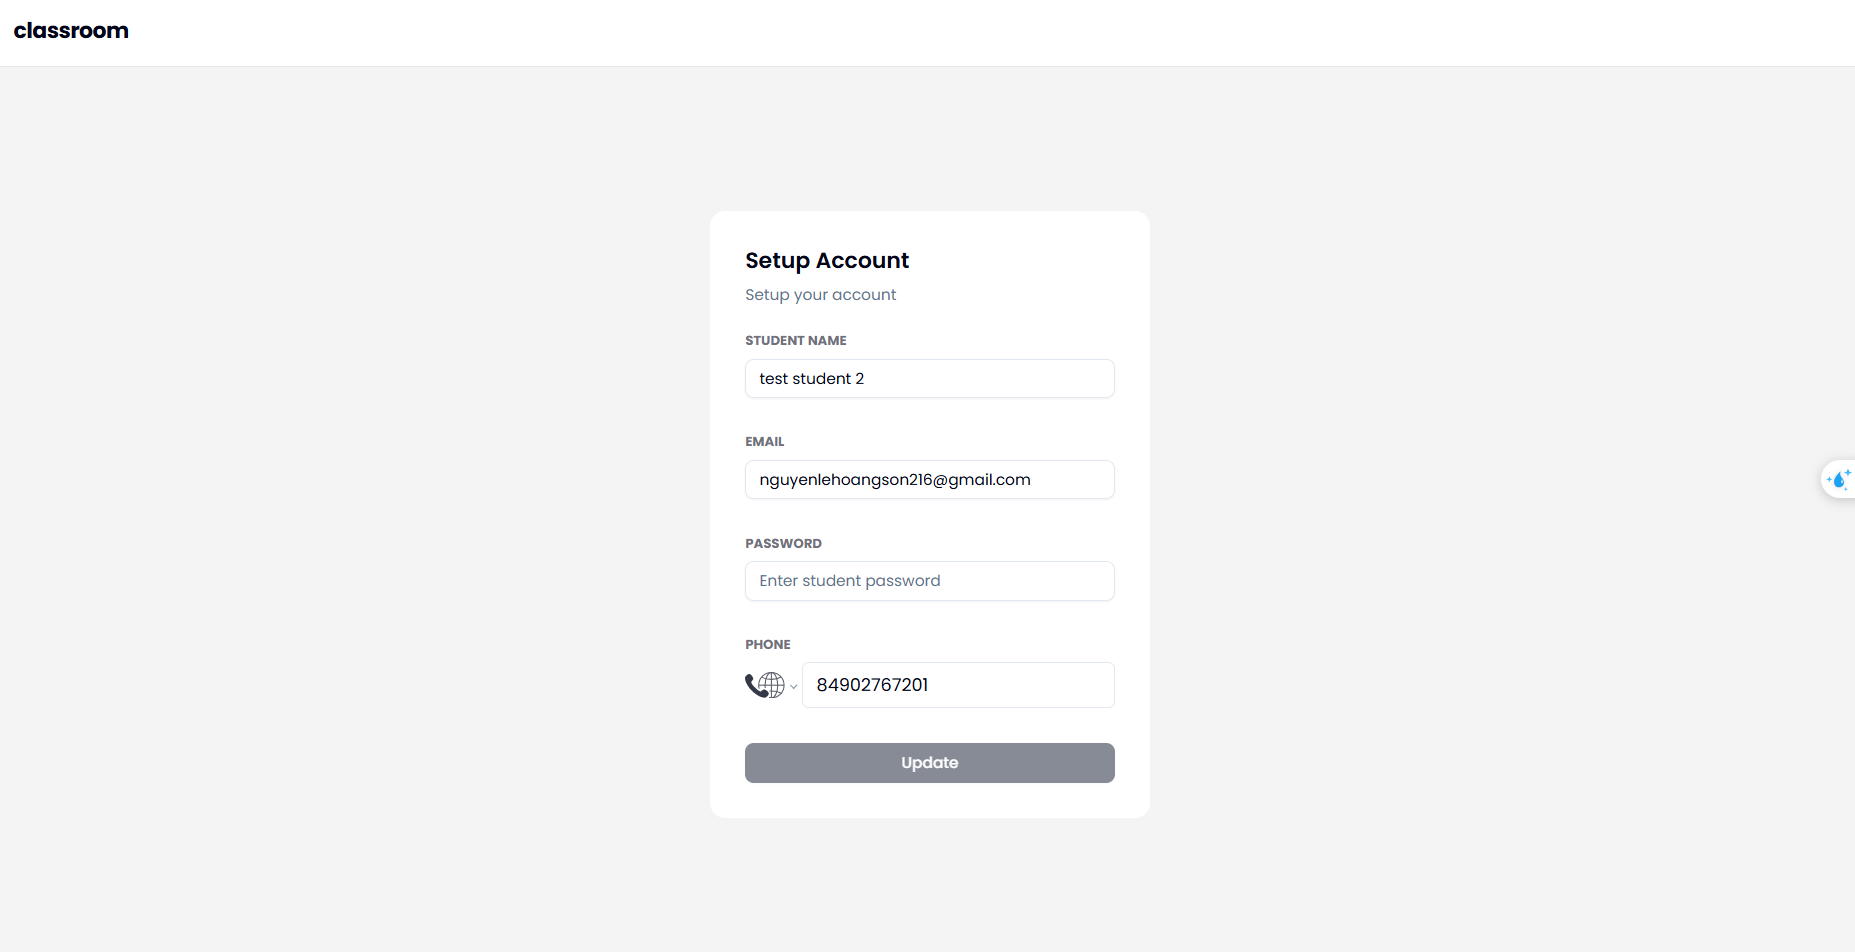 classroom
Setup Account
Setup your account
STUDENT NAME
test student 2
EMAIL
nguyenlehoangson216@gmail.com
PASSWORD
Enter student password
PHONE
84902767201
Update